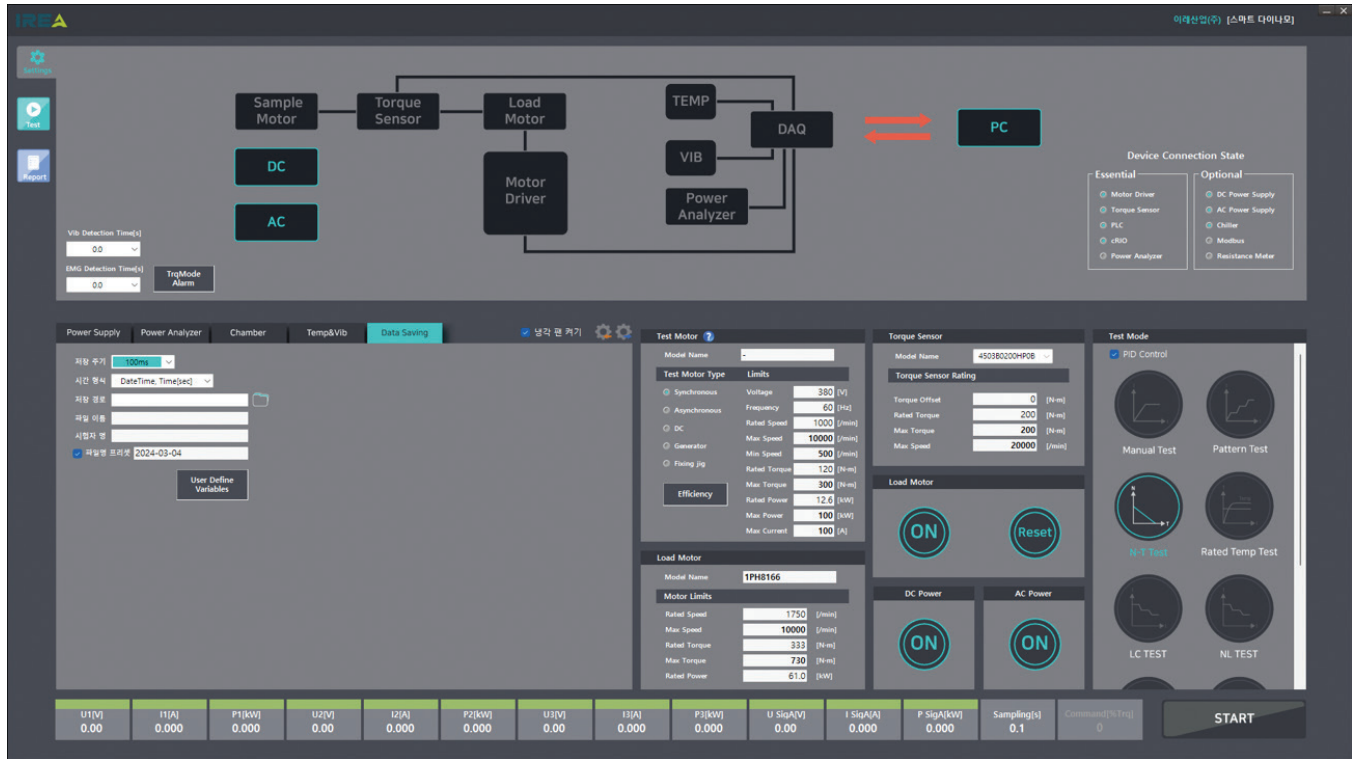 IREA
이래산업(주) [스마트 다이나모]
Settings
Test
Report
Sample Motor
Torque Sensor
Load Motor
TEMP
DAQ
PC
DC
VIB
Motor Driver
Power Analyzer
AC
Vib Detection Time[s]
0.0
EMG Detection Time[s]
0.0
TrqMode Alarm
Device Connection State
Essential
Motor Driver
Torque Sensor
PLC
cRIO
Power Analyzer
Optional
DC Power Supply
AC Power Supply
Chiller
Modbus
Resistance Meter
Power Supply Power Analyzer Chamber Temp&Vib Data Saving
냉각 팬 켜기
저장 주기 100ms
시간 형식 DateTime, Time[sec]
저장 경로
파일 이름
시험자 명
파일명 프리셋 2024-03-04
User Define Variables
Test Motor ?
Model Name -
Test Motor Type
Synchronous
Asynchronous
DC
Generator
Fixing jig
Efficiency
Limits
Voltage 380 [V]
Frequency 60 [Hz]
Rated Speed 1000 [/min]
Max Speed 10000 [/min]
Min Speed 500 [/min]
Rated Torque 120 [N·m]
Max Torque 300 [N·m]
Rated Power 12.6 [kW]
Max Power 100 [kW]
Max Current 100 [A]
Load Motor
Model Name 1PH8166
Motor Limits
Rated Speed 1750 [/min]
Max Speed 10000 [/min]
Rated Torque 333 [N·m]
Max Torque 730 [N·m]
Rated Power 61.0 [kW]
Torque Sensor
Model Name 4503B0200HP0B
Torque Sensor Rating
Torque Offset 0 [N·m]
Rated Torque 200 [N·m]
Max Torque 200 [N·m]
Max Speed 20000 [/min]
Load Motor
ON Reset
DC Power AC Power
ON ON
Test Mode
PID Control
Manual Test Pattern Test
N-T Test Rated Temp Test
LC TEST NL TEST
U1[V] I1[A] P1[kW] U2[V] I2[A] P2[kW] U3[V] I3[A] P3[kW] U SigA[V] I SigA[A] P SigA[kW] Sampling[s] Command[%Trq]
0.00 0.000 0.000 0.00 0.000 0.000 0.00 0.000 0.000 0.00 0.000 0.000 0.1 0
START